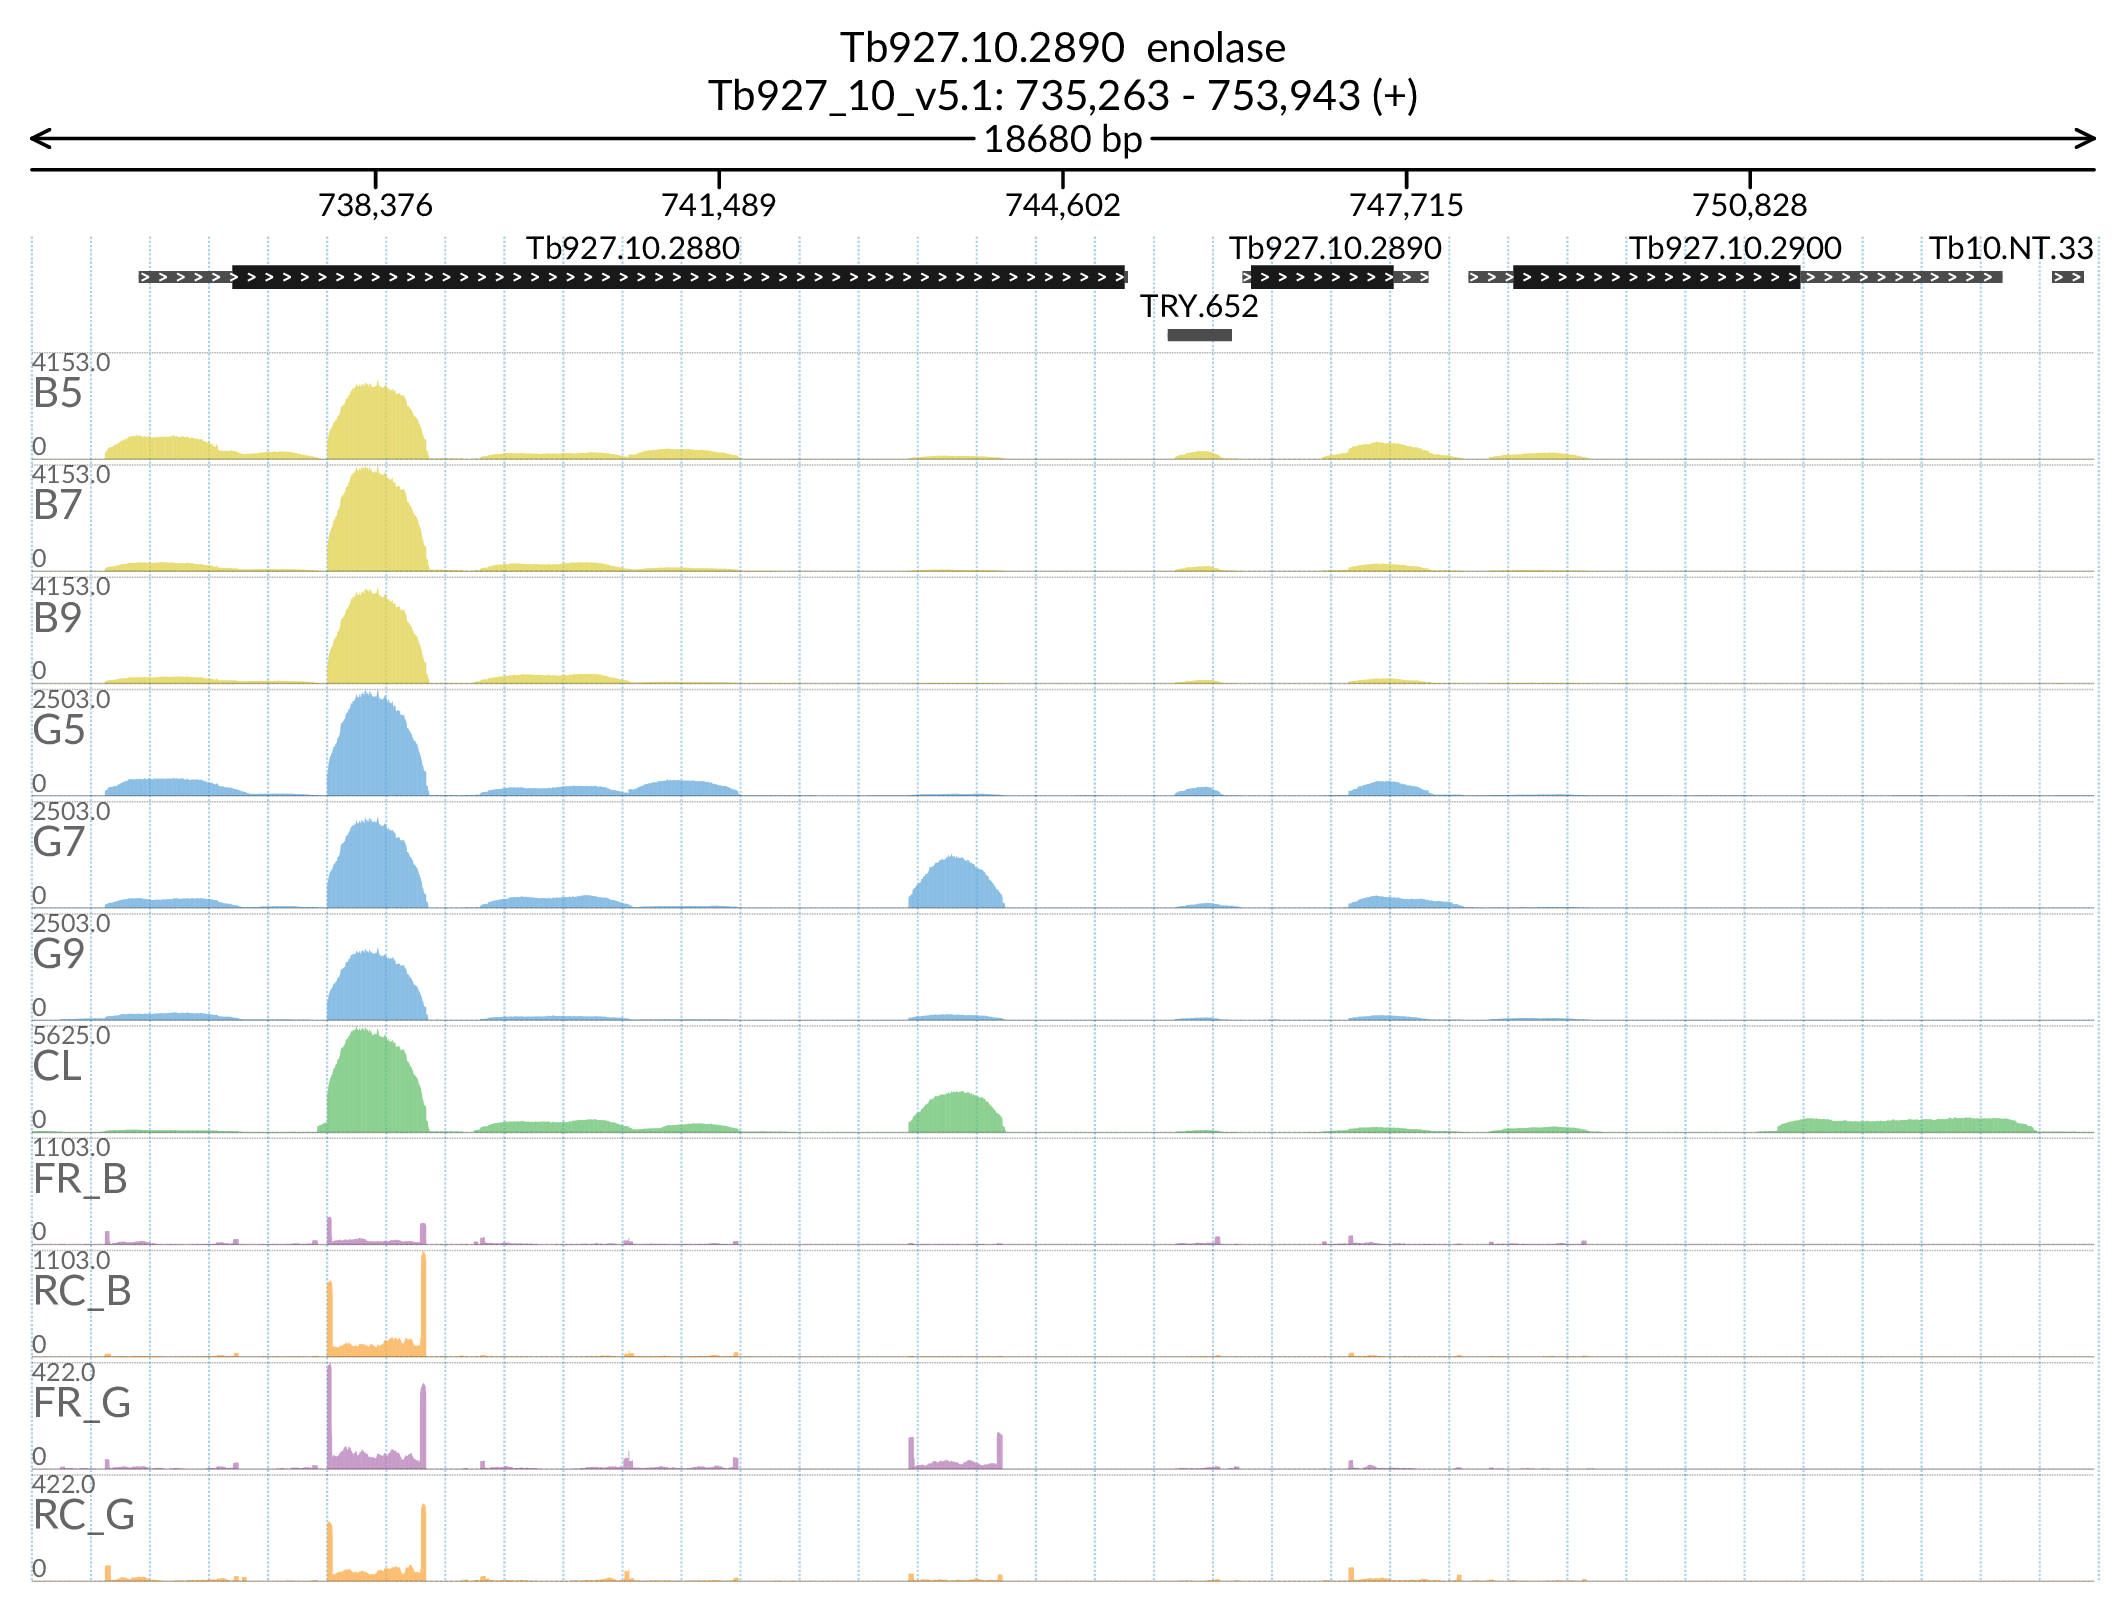 Tb927.10.2890 enolase
Tb927_10_v5.1: 735,263 - 753,943 (+)
18680 bp
738,376 741,489 744,602 747,715 750,828
Tb927.10.2880 Tb927.10.2890 Tb927.10.2900 Tb10.NT.33
TRY.652
4153.0
B5
0
4153.0
B7
0
4153.0
B9
0
2503.0
G5
0
2503.0
G7
0
2503.0
G9
0
5625.0
CL
0
1103.0
FR_B
0
1103.0
RC_B
0
422.0
FR_G
0
422.0
RC_G
0